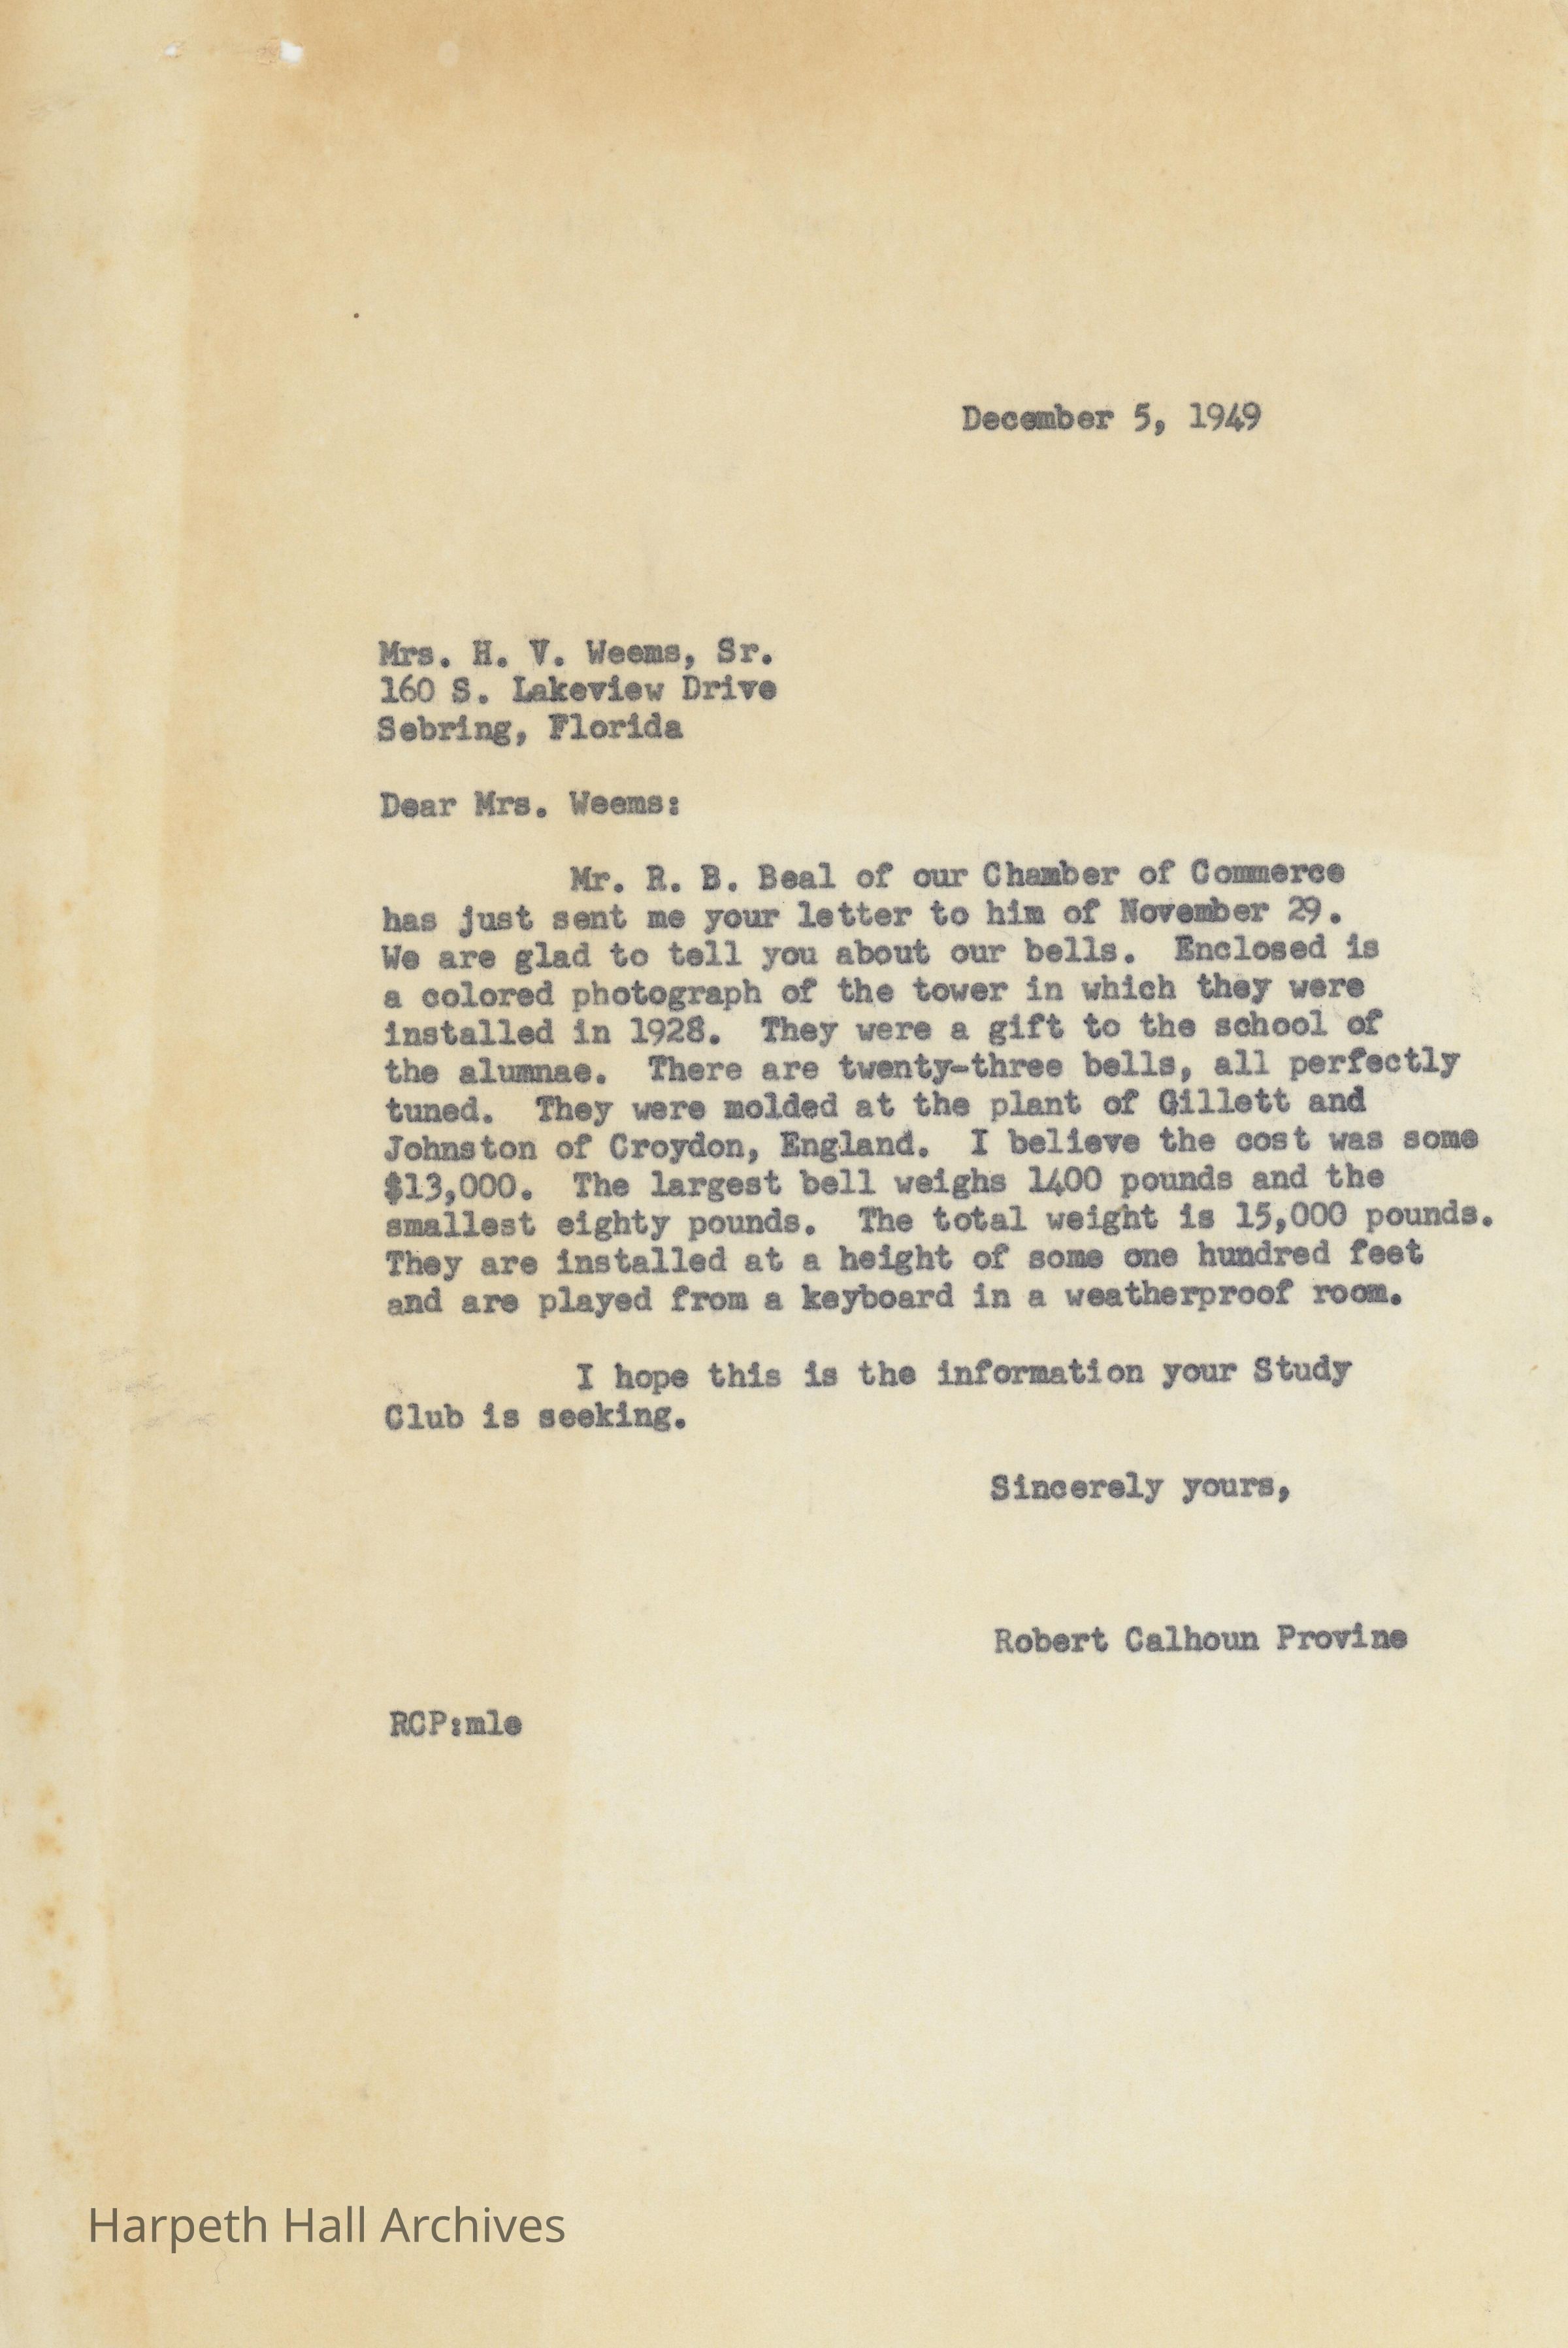 December 5, 1949
Mrs. H. V. Weems, Sr.
160 S. Lakeview Drive
Sebring, Florida
Dear Mrs. Weems:
Mr. R. B. Beal of our Chamber of Commerce
has just sent me your letter to him of November 29.
We are glad to tell you about our bells. Enclosed is
a colored photograph of the tower in which they were
installed in 1928. They were a gift to the school of
the alumnae. There are twenty-three bells, all perfectly
tuned. They were molded at the plant of Gillett and
Johnston of Croydon, England. I believe the cost was some
$13,000. The largest bell weighs 1400 pounds and the
smallest eighty pounds. The total weight is 15,000 pounds.
They are installed at a height of some one hundred feet
and are played from a keyboard in a weatherproof room.
I hope this is the information your Study
Club is seeking.
Sincerely yours,
Robert Calhoun Provine
RCP:mle
Harpeth Hall Archives